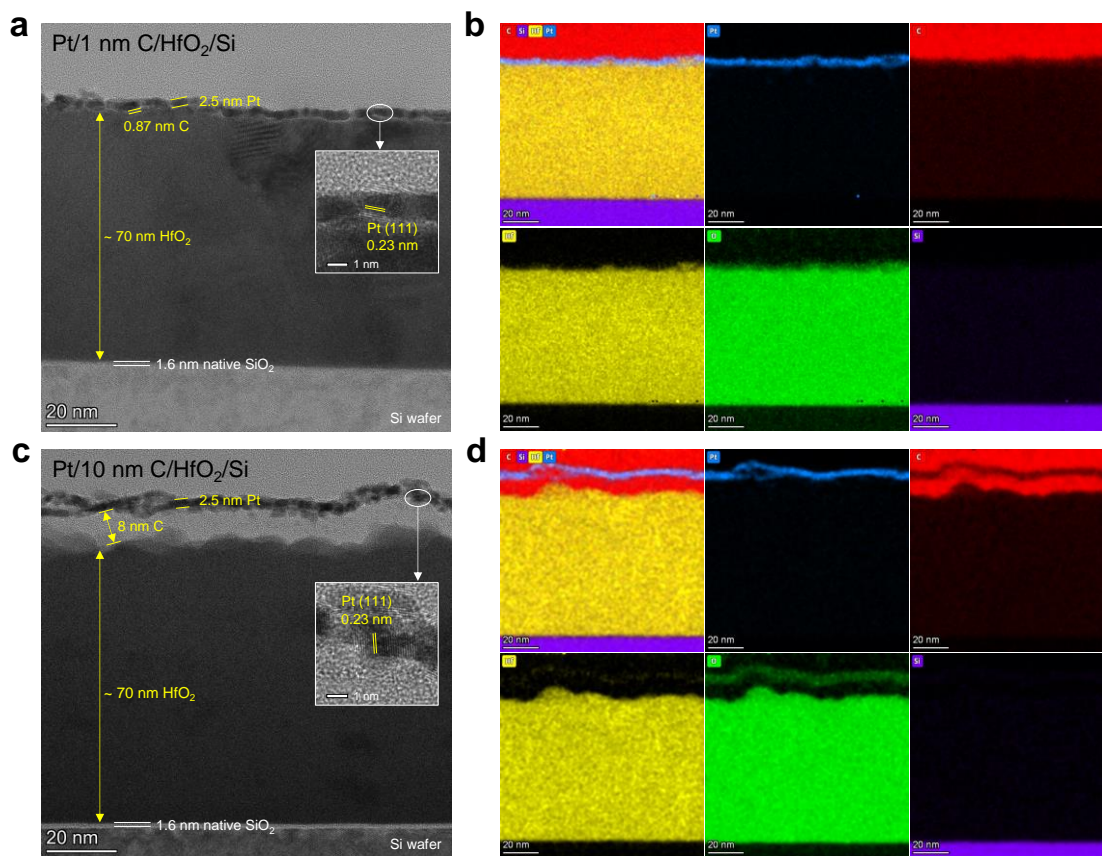 a
Pt/1 nm C/HfO₂/Si
2.5 nm Pt
0.87 nm C
~ 70 nm HfO₂
Pt (111)
0.23 nm
1 nm
1.6 nm native SiO₂
20 nm
Si wafer
b
C Si Hf Pt
20 nm
Pt
20 nm
C
20 nm
Hf
20 nm
O
20 nm
Si
20 nm
c
Pt/10 nm C/HfO₂/Si
2.5 nm Pt
8 nm C
~ 70 nm HfO₂
Pt (111)
0.23 nm
1 nm
1.6 nm native SiO₂
20 nm
Si wafer
d
C Si Hf Pt
20 nm
Pt
20 nm
C
20 nm
Hf
20 nm
O
20 nm
Si
20 nm